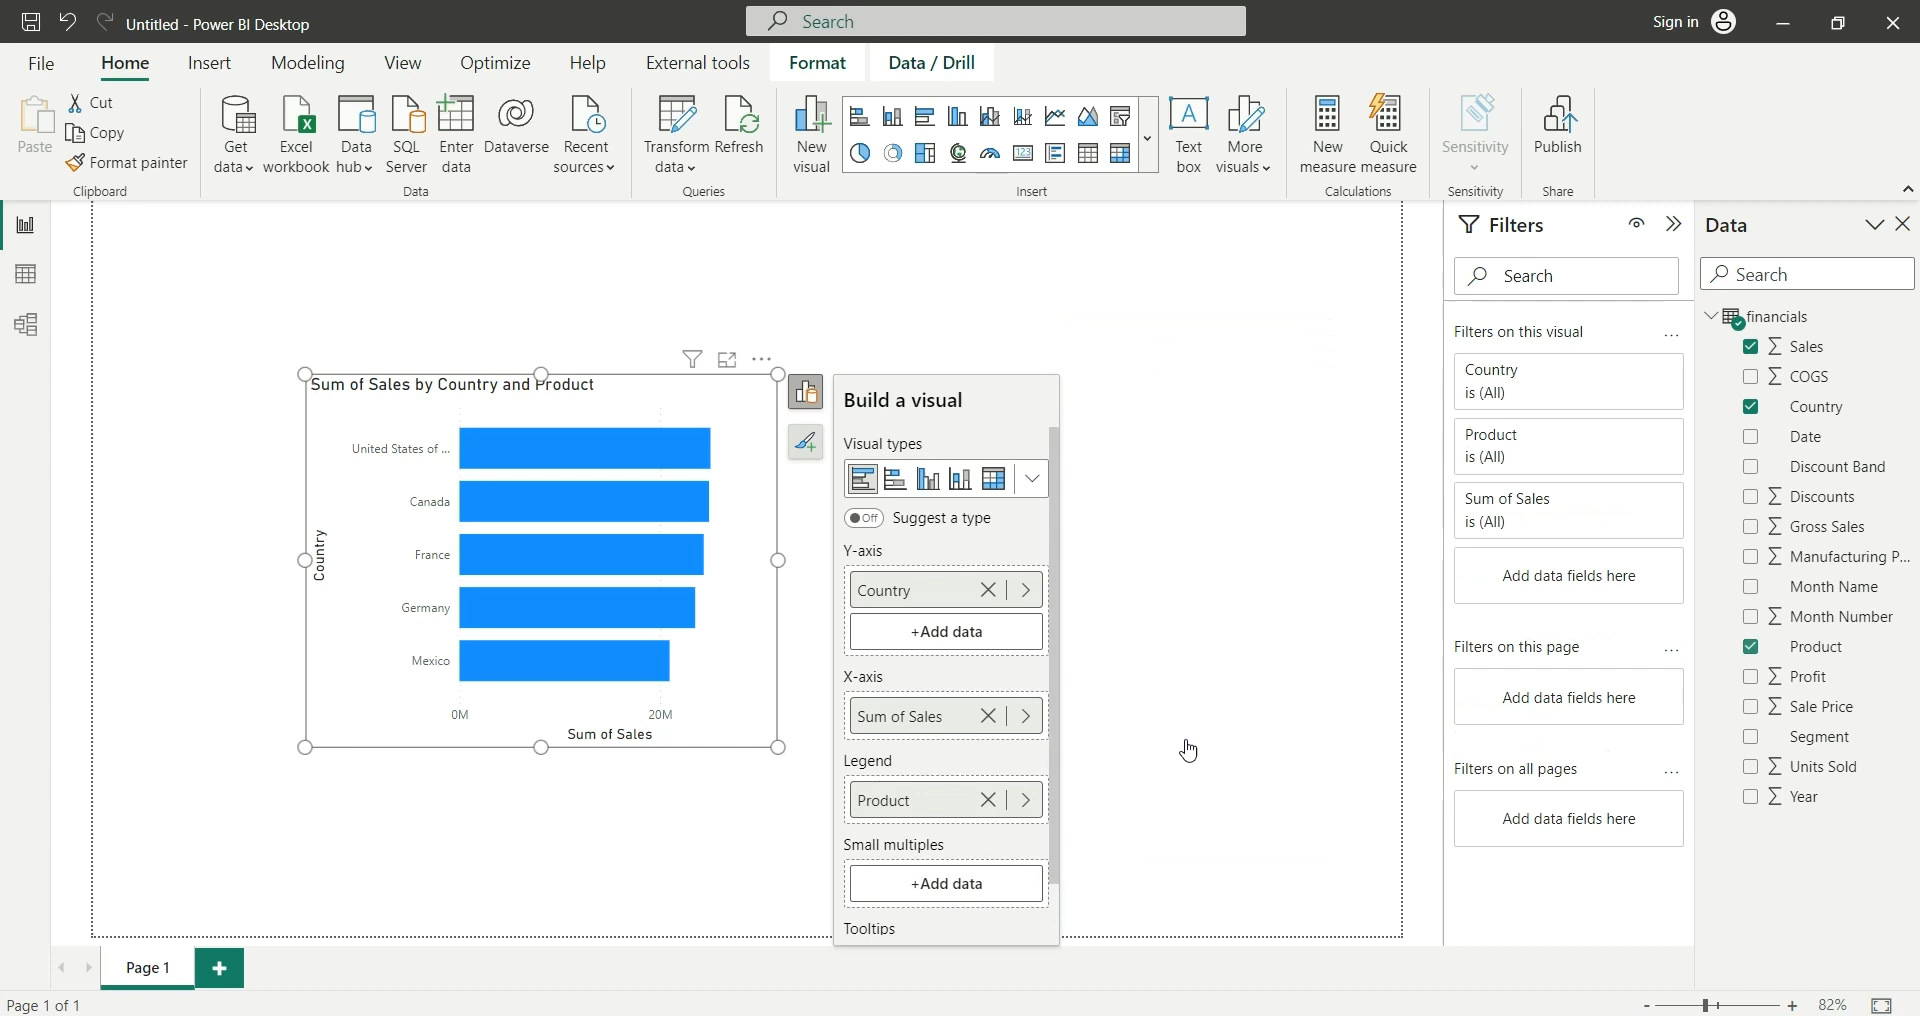 Untitled - Power BI Desktop
Search
Sign in
File
Home
Insert
Modeling
View
Optimize
Help
External tools
Format
Data / Drill
Paste
Cut
Copy
Format painter
Clipboard
Get
data
Excel
workbook
Data
hub
SQL
Server
Enter
data
Dataverse
Recent
sources
Data
Transform
data
Refresh
Queries
New
visual
123
A
Text
box
More
visuals
Insert
New
measure
Quick
measure
Calculations
Sensitivity
Sensitivity
Publish
Share
Sum of Sales by Country and Product
Country
United States of ...
Canada
France
Germany
Mexico
0M
20M
Sum of Sales
Build a visual
Visual types
Off
Suggest a type
Y-axis
Country
+Add data
X-axis
Sum of Sales
Legend
Product
Small multiples
+Add data
Tooltips
Filters
Search
Filters on this visual
...
Country
is (All)
Product
is (All)
Sum of Sales
is (All)
Add data fields here
Filters on this page
...
Add data fields here
Filters on all pages
...
Add data fields here
Data
Search
financials
Σ Sales
Σ COGS
Country
Date
Discount Band
Σ Discounts
Σ Gross Sales
Σ Manufacturing P...
Month Name
Σ Month Number
Product
Σ Profit
Σ Sale Price
Segment
Σ Units Sold
Σ Year
Page 1
+
Page 1 of 1
-
+
82%